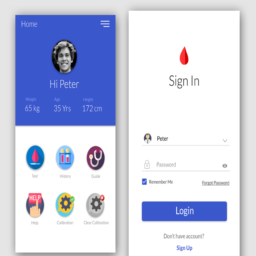 Home
Hi Peter
Weight Age Height
65 kg 35 Yrs 172 cm
Test History Guide
HELP
Help Calibration Clear Calibration
Sign In
Peter
Password
Remember Me Forgot Password
Login
Don't have account?
Sign Up